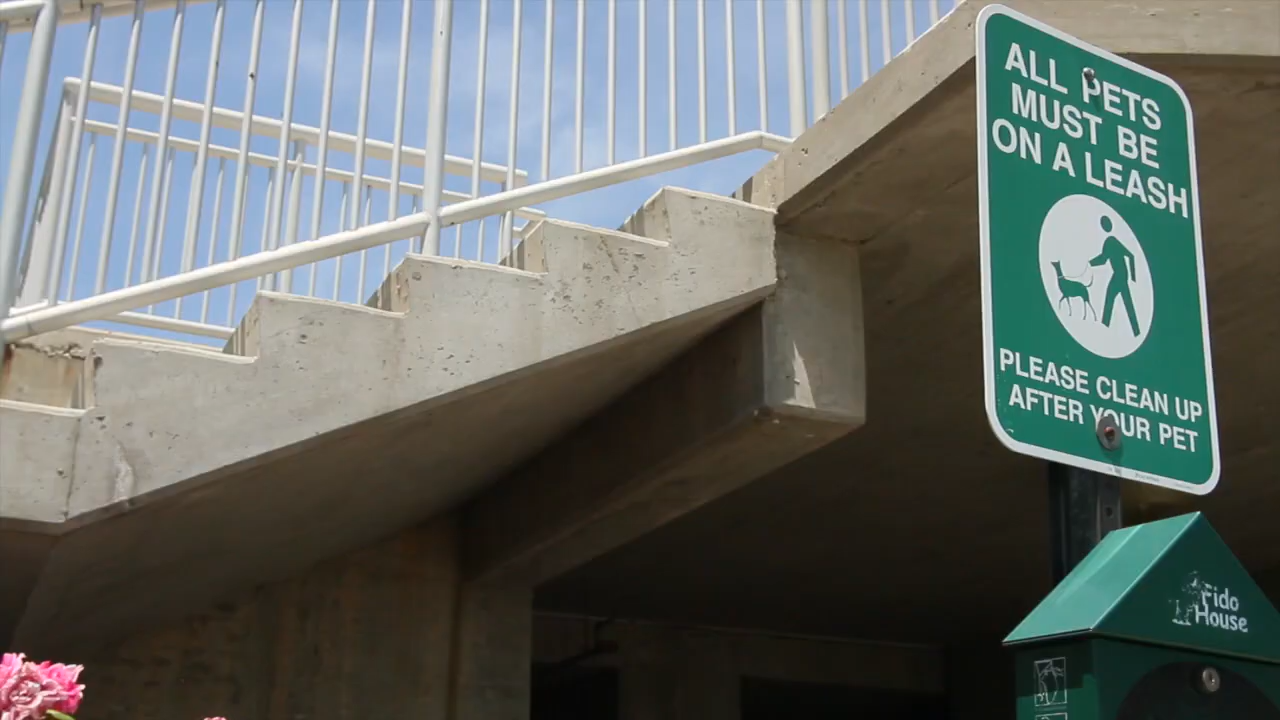 ALL PETS
MUST BE
ON A LEASH
PLEASE CLEAN UP
AFTER YOUR PET
Fido
House